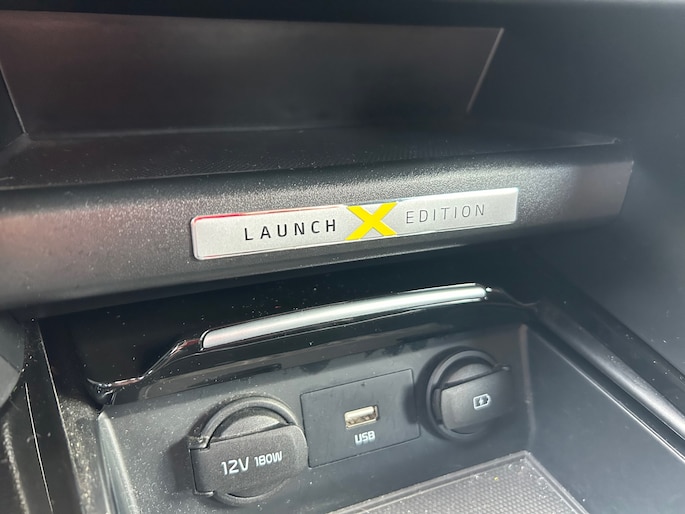 LAUNCH X EDITION
12V 180W
USB